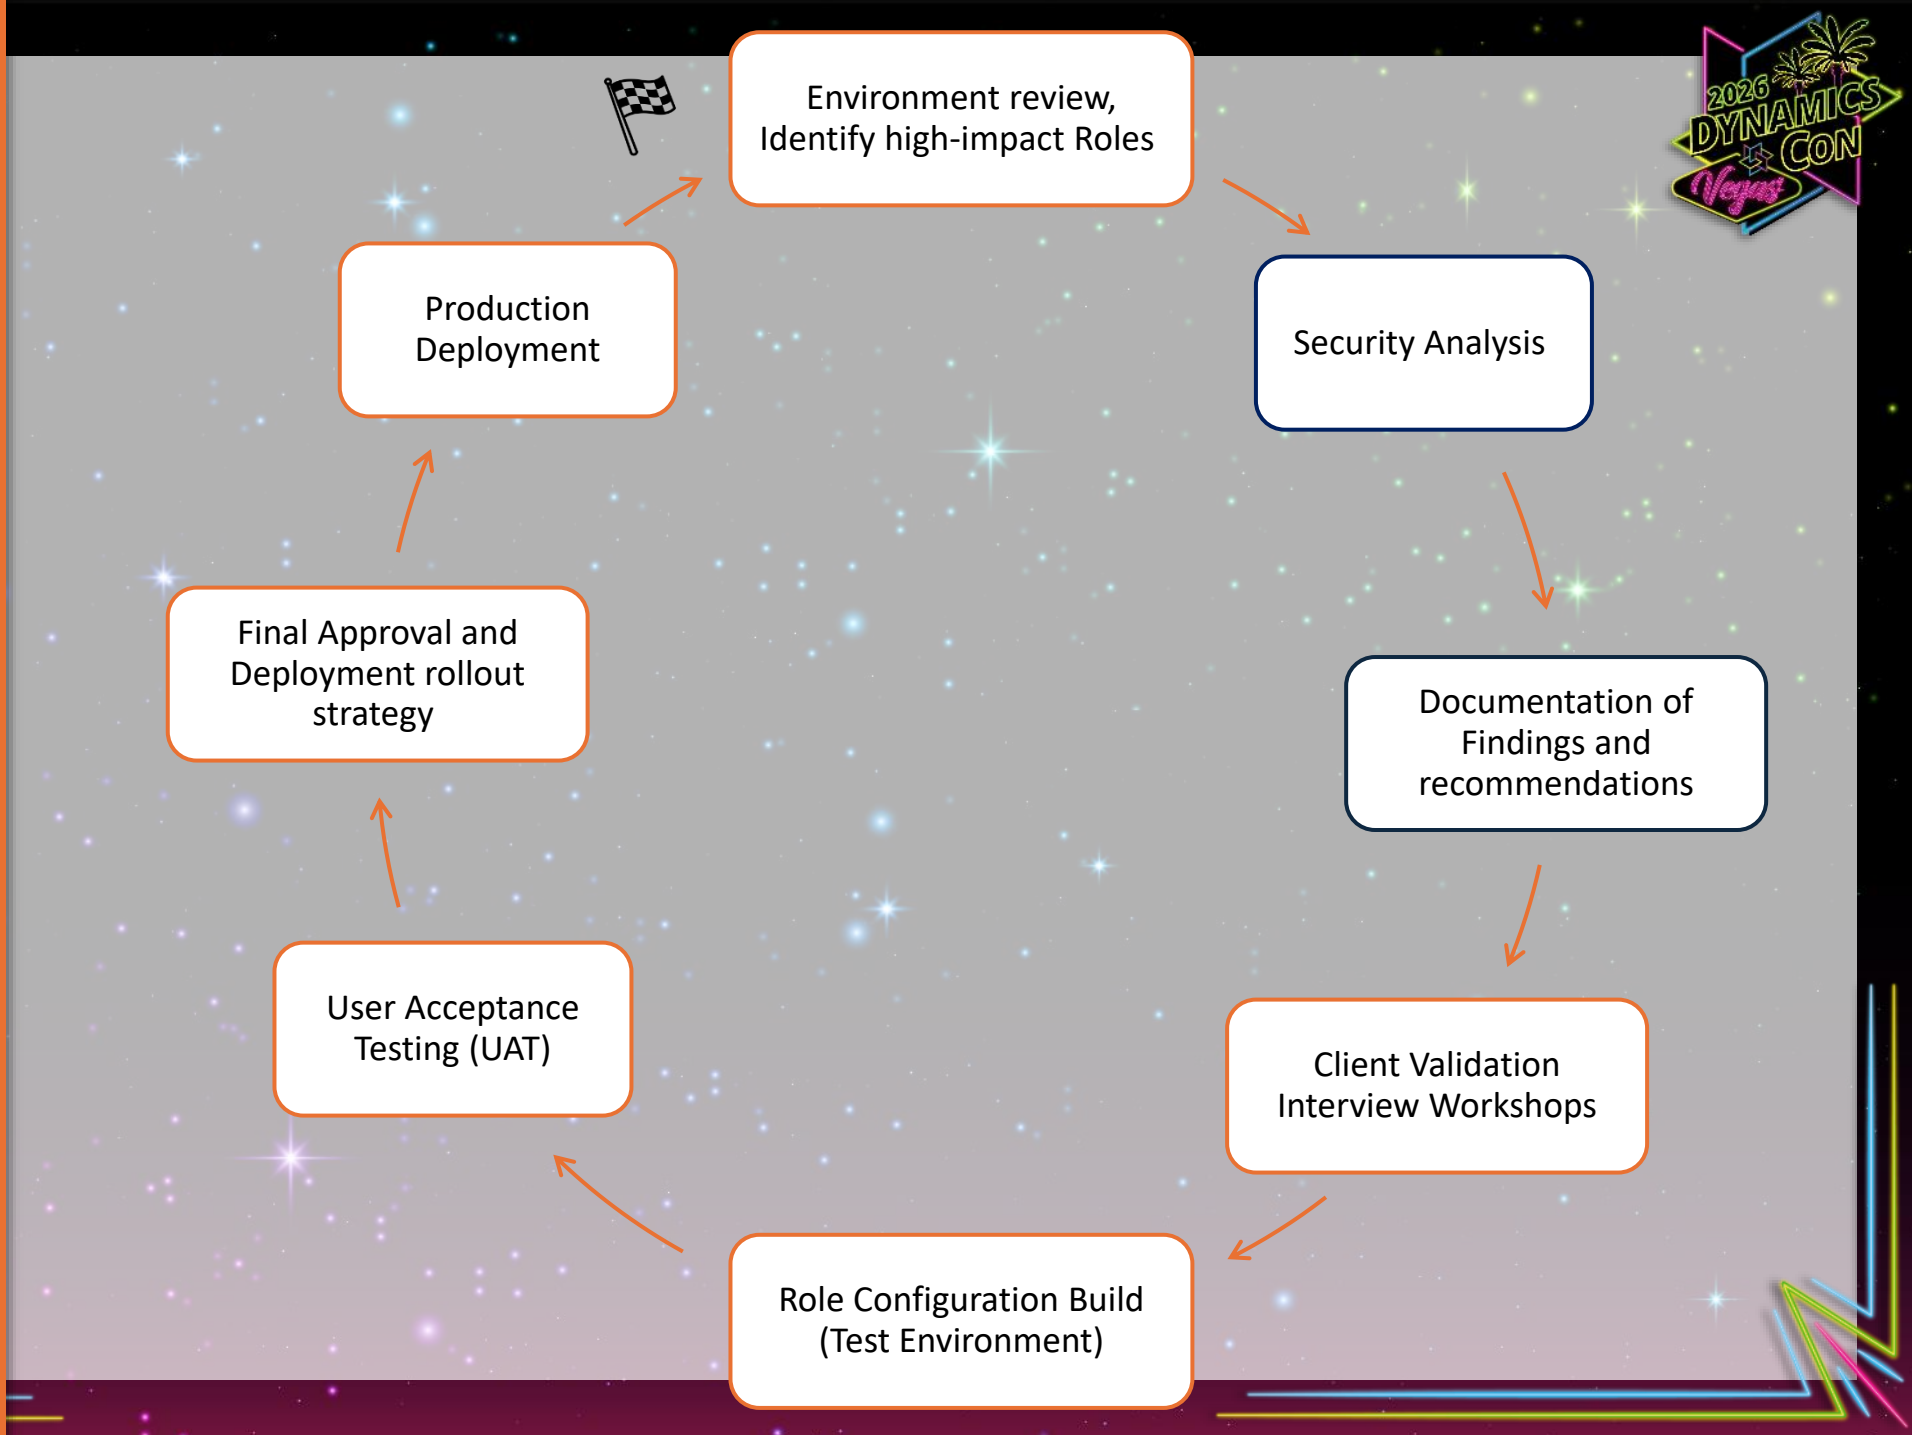 Environment review,
Identify high-impact Roles
2026
DYNAMICS
CON
Vegas
Security Analysis
Documentation of
Findings and
recommendations
Client Validation
Interview Workshops
Role Configuration Build
(Test Environment)
User Acceptance
Testing (UAT)
Final Approval and
Deployment rollout
strategy
Production
Deployment